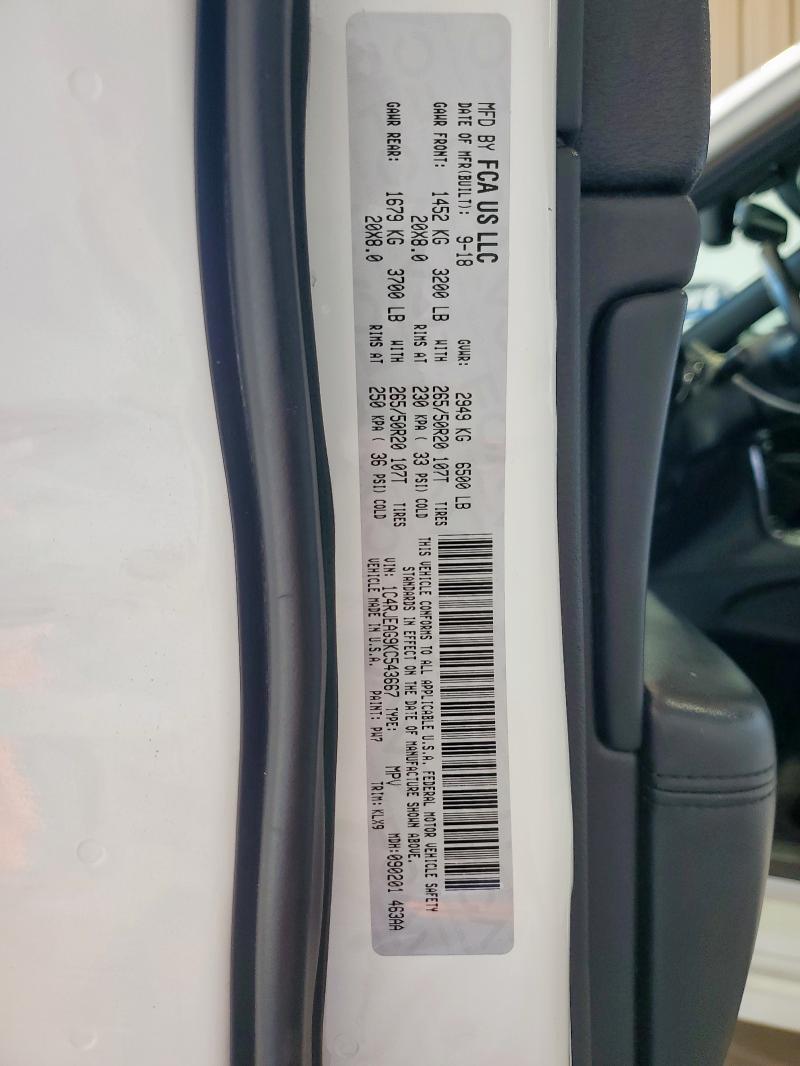 MFD BY FCA US LLC
DATE OF MFR(BUILT): 9-18 GVWR: 2949 KG 6500 LB
GAWR FRONT: 1452 KG 3200 LB WITH 265/50R20 107T TIRES
20X8.0 RIMS AT 230 KPA ( 33 PSI) COLD
GAWR REAR: 1679 KG 3700 LB WITH 265/50R20 107T TIRES
20X8.0 RIMS AT 250 KPA ( 36 PSI) COLD
THIS VEHICLE CONFORMS TO ALL APPLICABLE U.S.A. FEDERAL MOTOR VEHICLE SAFETY
STANDARDS IN EFFECT ON THE DATE OF MANUFACTURE SHOWN ABOVE.
VIN: 1C4RJEAG9KC543667 TYPE: MPV MDH:090201 463AA
VEHICLE MADE IN U.S.A. PAINT: PW7 TRIM:KLX9